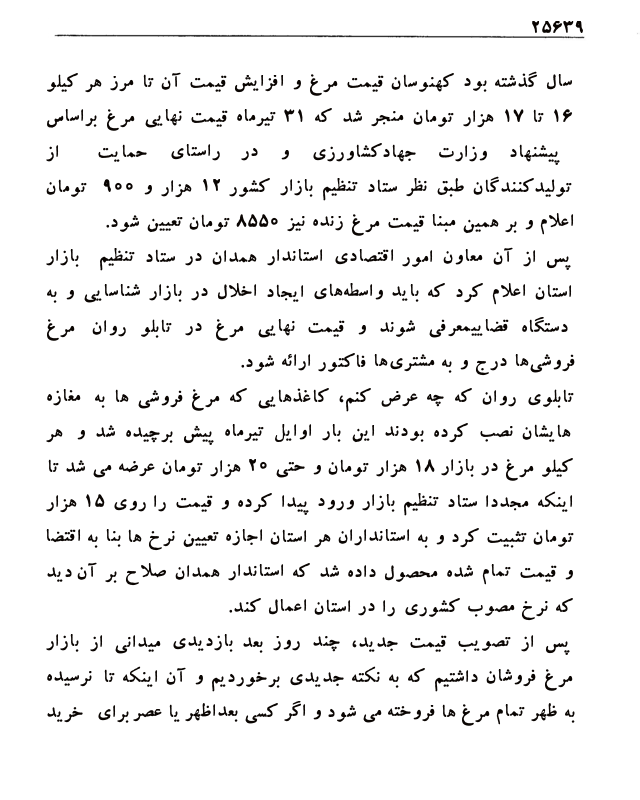 ۲۵۶۳۹
سال گذشته بود کهنوسان قیمت مرغ و افزایش قیمت آن تا مرز هر کیلو
۱۶ تا ۱۷ هزار تومان منجر شد که ۳۱ تیرماه قیمت نهایی مرغ براساس
پیشنهاد وزارت جهادکشاورزی و در راستای حمایت از
تولیدکنندگان طبق نظر ستاد تنظیم بازار کشور ۱۲ هزار و ۹۰۰ تومان
اعلام و بر همین مبنا قیمت مرغ زنده نیز ۸۵۵۰ تومان تعیین شود.
پس از آن معاون امور اقتصادی استاندار همدان در ستاد تنظیم بازار
استان اعلام کرد که باید واسطه‌های ایجاد اخلال در بازار شناسایی و به
دستگاه قضاییمعرفی شوند و قیمت نهایی مرغ در تابلو روان مرغ
فروشی‌ها درج و به مشتری‌ها فاکتور ارائه شود.
تابلوی روان که چه عرض کنم، کاغذهایی که مرغ فروشی ها به مغازه
هایشان نصب کرده بودند این بار اوایل تیرماه پیش برچیده شد و هر
کیلو مرغ در بازار ۱۸ هزار تومان و حتی ۲۰ هزار تومان عرضه می شد تا
اینکه مجددا ستاد تنظیم بازار ورود پیدا کرده و قیمت را روی ۱۵ هزار
تومان تثبیت کرد و به استانداران هر استان اجازه تعیین نرخ ها بنا به اقتضا
و قیمت تمام شده محصول داده شد که استاندار همدان صلاح بر آن دید
که نرخ مصوب کشوری را در استان اعمال کند.
پس از تصویب قیمت جدید، چند روز بعد بازدیدی میدانی از بازار
مرغ فروشان داشتیم که به نکته جدیدی برخوردیم و آن اینکه تا نرسیده
به ظهر تمام مرغ ها فروخته می شود و اگر کسی بعداظهر یا عصر برای خرید